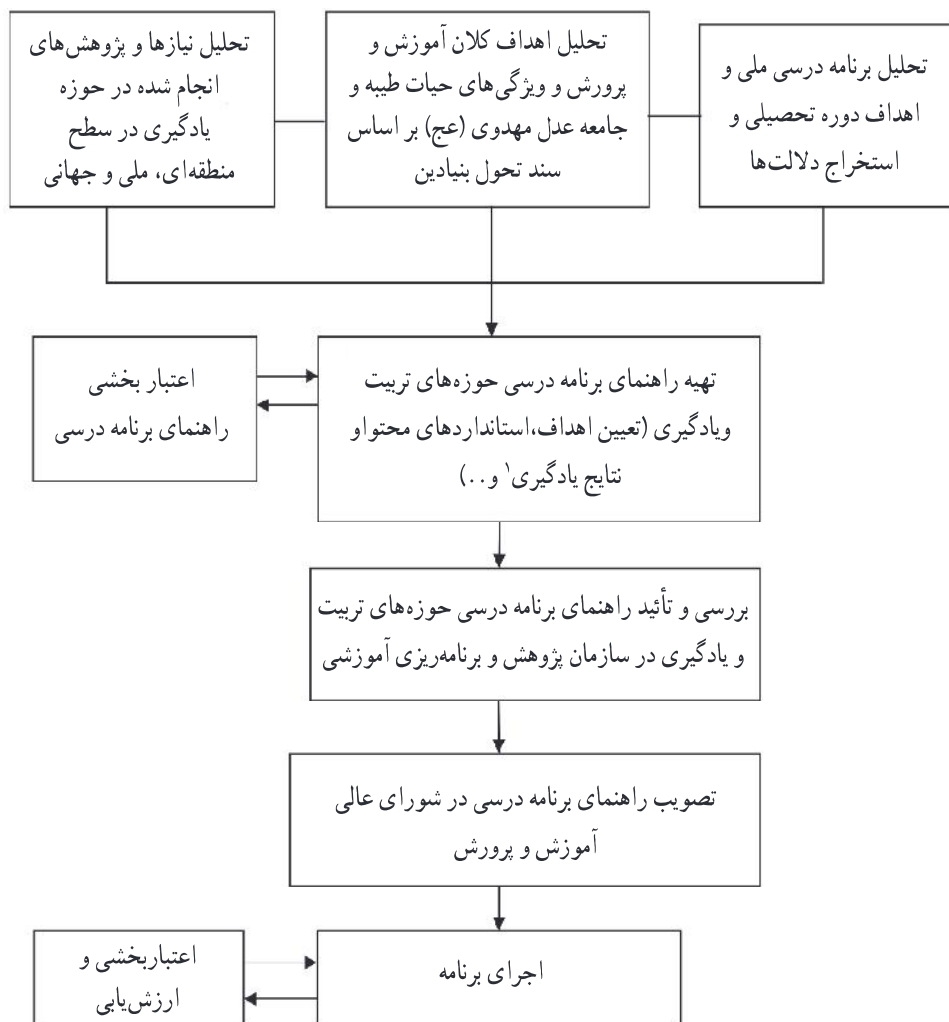 تحلیل برنامه درسی ملی و
اهداف دوره تحصیلی و
استخراج دلالت‌ها
تحلیل اهداف کلان آموزش و
پرورش و ویژگی‌های حیات طیبه و
جامعه عدل مهدوی (عج) بر اساس
سند تحول بنیادین
تحلیل نیازها و پژوهش‌های
انجام شده در حوزه
یادگیری در سطح
منطقه‌ای، ملی و جهانی
تهیه راهنمای برنامه درسی حوزه‌های تربیت
ویادگیری (تعیین اهداف،استانداردهای محتواو
نتایج یادگیری۱ و..)
اعتبار بخشی
راهنمای برنامه درسی
بررسی و تأئید راهنمای برنامه درسی حوزه‌های تربیت
و یادگیری در سازمان پژوهش و برنامه‌ریزی آموزشی
تصویب راهنمای برنامه درسی در شورای عالی
آموزش و پرورش
اجرای برنامه
اعتباربخشی و
ارزش‌یابی